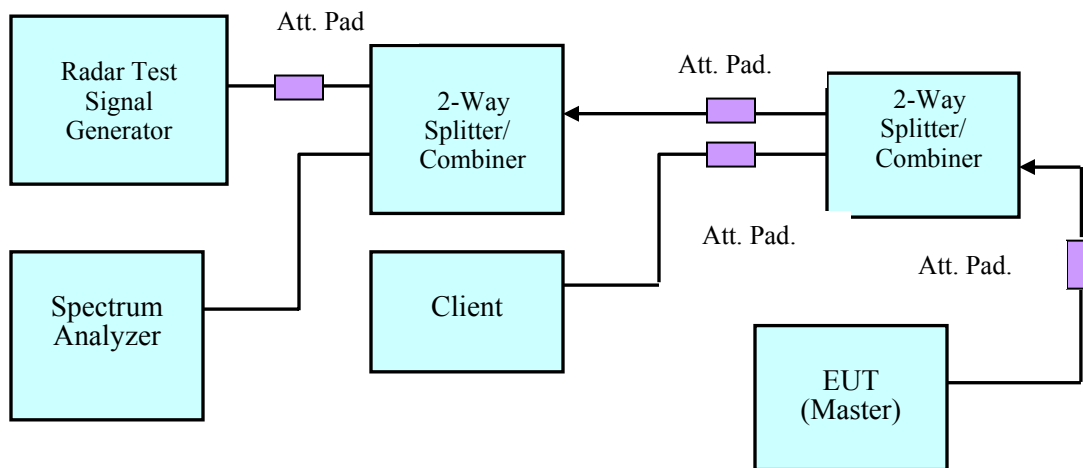 Att. Pad
Radar Test
Signal
Generator
2-Way
Splitter/
Combiner
Att. Pad.
2-Way
Splitter/
Combiner
Att. Pad.
Att. Pad.
Spectrum
Analyzer
Client
EUT
(Master)